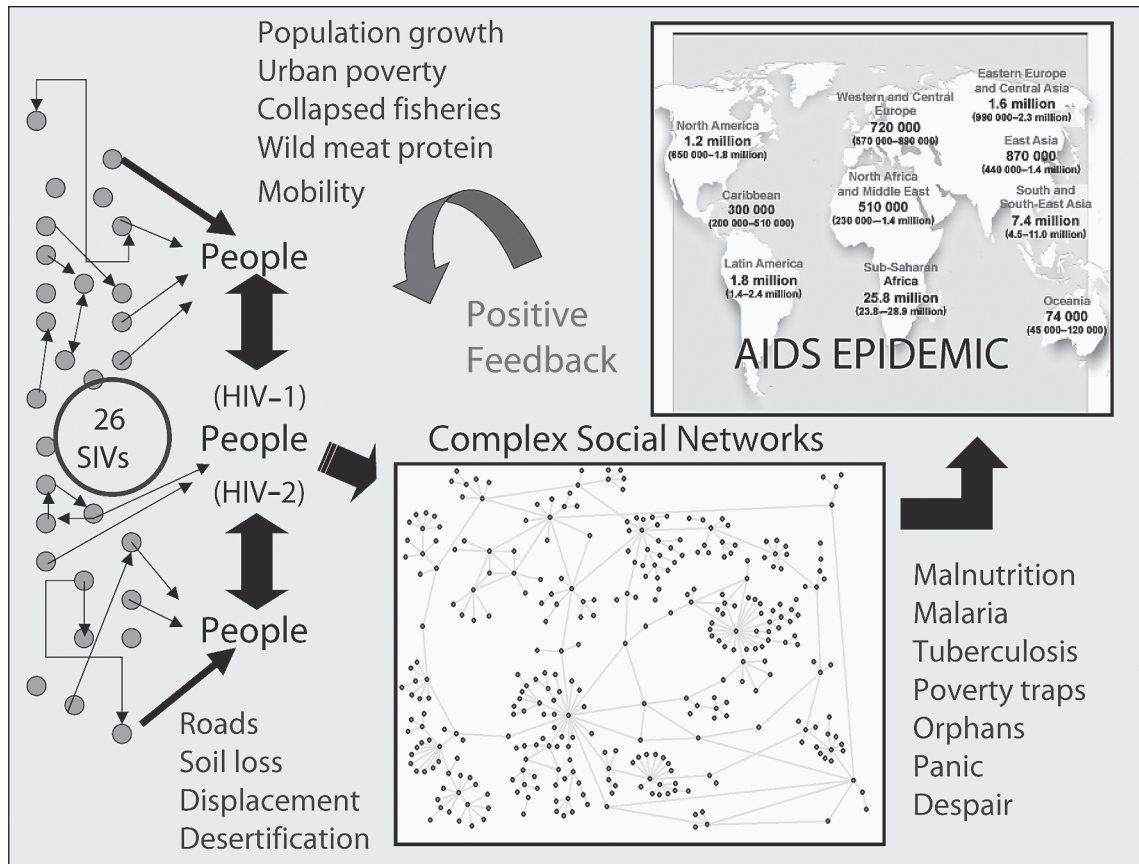 Population growth
Urban poverty
Collapsed fisheries
Wild meat protein
Mobility
People
(HIV–1)
People
(HIV–2)
People
26
SIVs
Roads
Soil loss
Displacement
Desertification
Positive
Feedback
Complex Social Networks
North America
1.2 million
(650 000–1.8 million)
Caribbean
300 000
(200 000–510 000)
Latin America
1.8 million
(1.4–2.4 million)
Western and Central
Europe
720 000
(570 000–890 000)
North Africa
and Middle East
510 000
(230 000–1.4 million)
Sub-Saharan
Africa
25.8 million
(23.8–28.9 million)
Eastern Europe
and Central Asia
1.6 million
(990 000–2.3 million)
East Asia
870 000
(440 000–1.4 million)
South and
South-East Asia
7.4 million
(4.5–11.0 million)
Oceania
74 000
(45 000–120 000)
AIDS EPIDEMIC
Malnutrition
Malaria
Tuberculosis
Poverty traps
Orphans
Panic
Despair